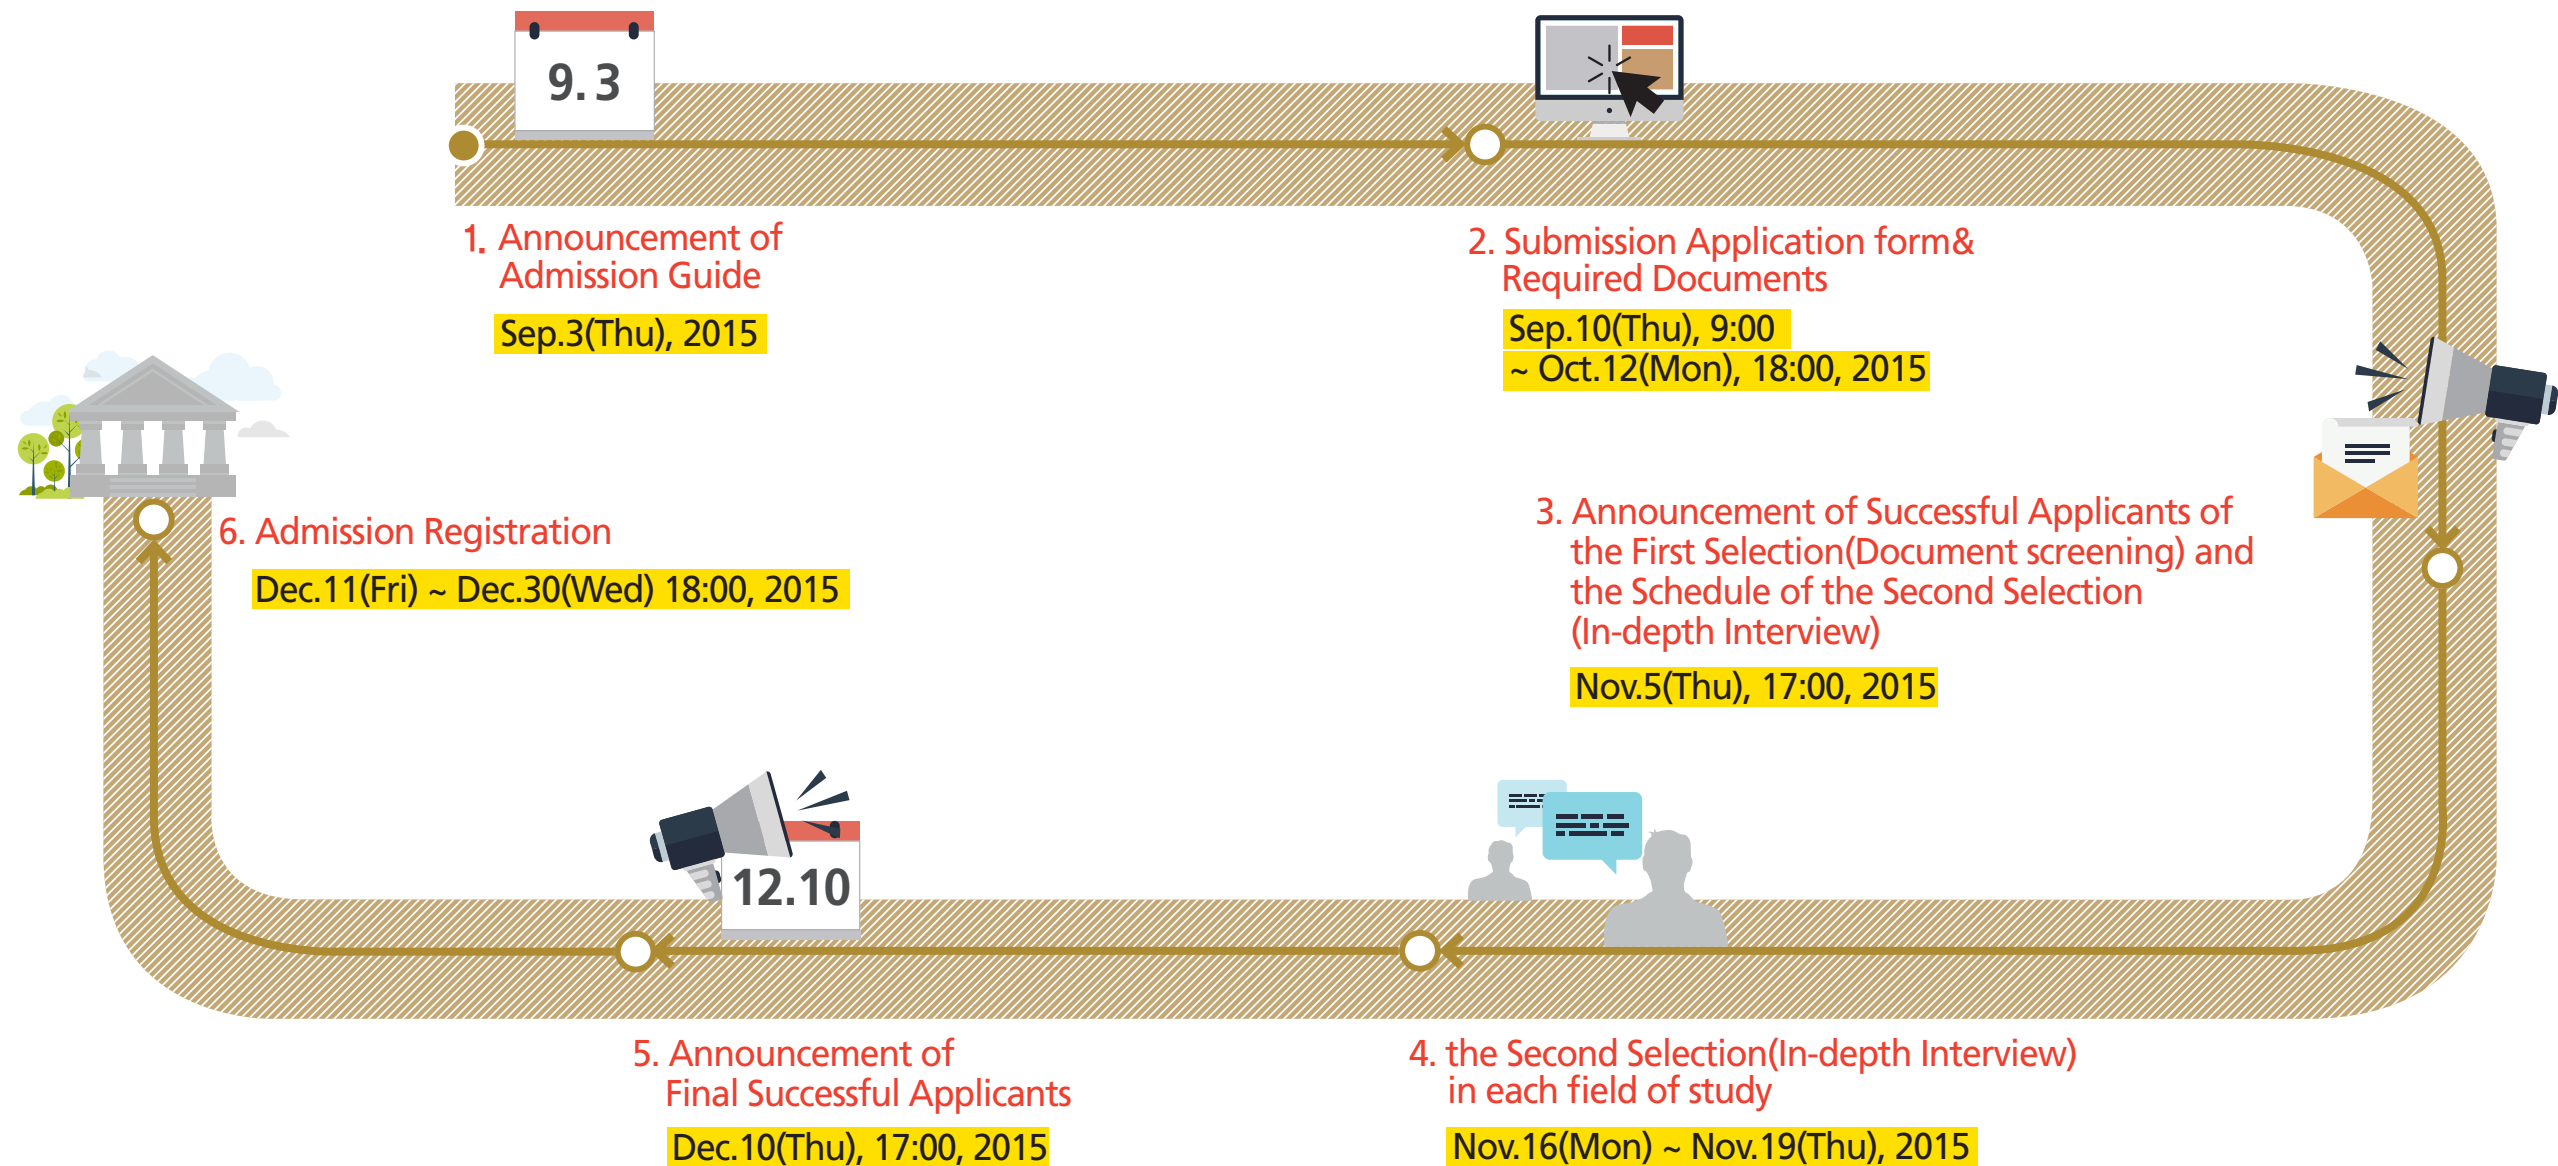 9. 3
1. Announcement of
Admission Guide
Sep.3(Thu), 2015
2. Submission Application form&
Required Documents
Sep.10(Thu), 9:00
~ Oct.12(Mon), 18:00, 2015
3. Announcement of Successful Applicants of
the First Selection(Document screening) and
the Schedule of the Second Selection
(In-depth Interview)
Nov.5(Thu), 17:00, 2015
4. the Second Selection(In-depth Interview)
in each field of study
Nov.16(Mon) ~ Nov.19(Thu), 2015
12.10
5. Announcement of
Final Successful Applicants
Dec.10(Thu), 17:00, 2015
6. Admission Registration
Dec.11(Fri) ~ Dec.30(Wed) 18:00, 2015